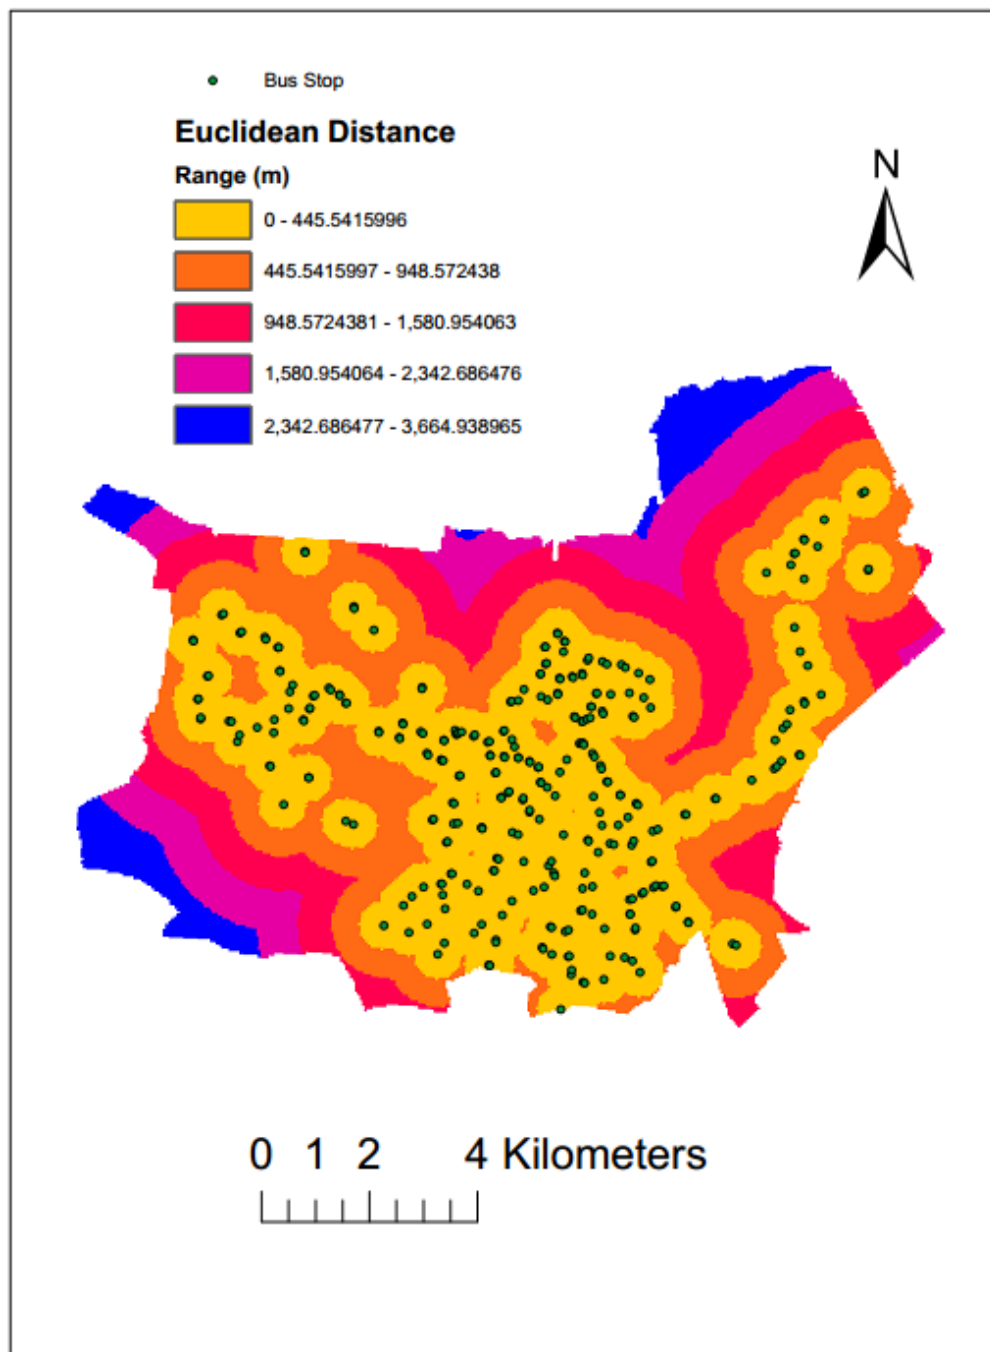 Bus Stop
Euclidean Distance
Range (m)
0 - 445.5415996
445.5415997 - 948.572438
948.5724381 - 1,580.954063
1,580.954064 - 2,342.686476
2,342.686477 - 3,664.938965
N
0 1 2 4 Kilometers